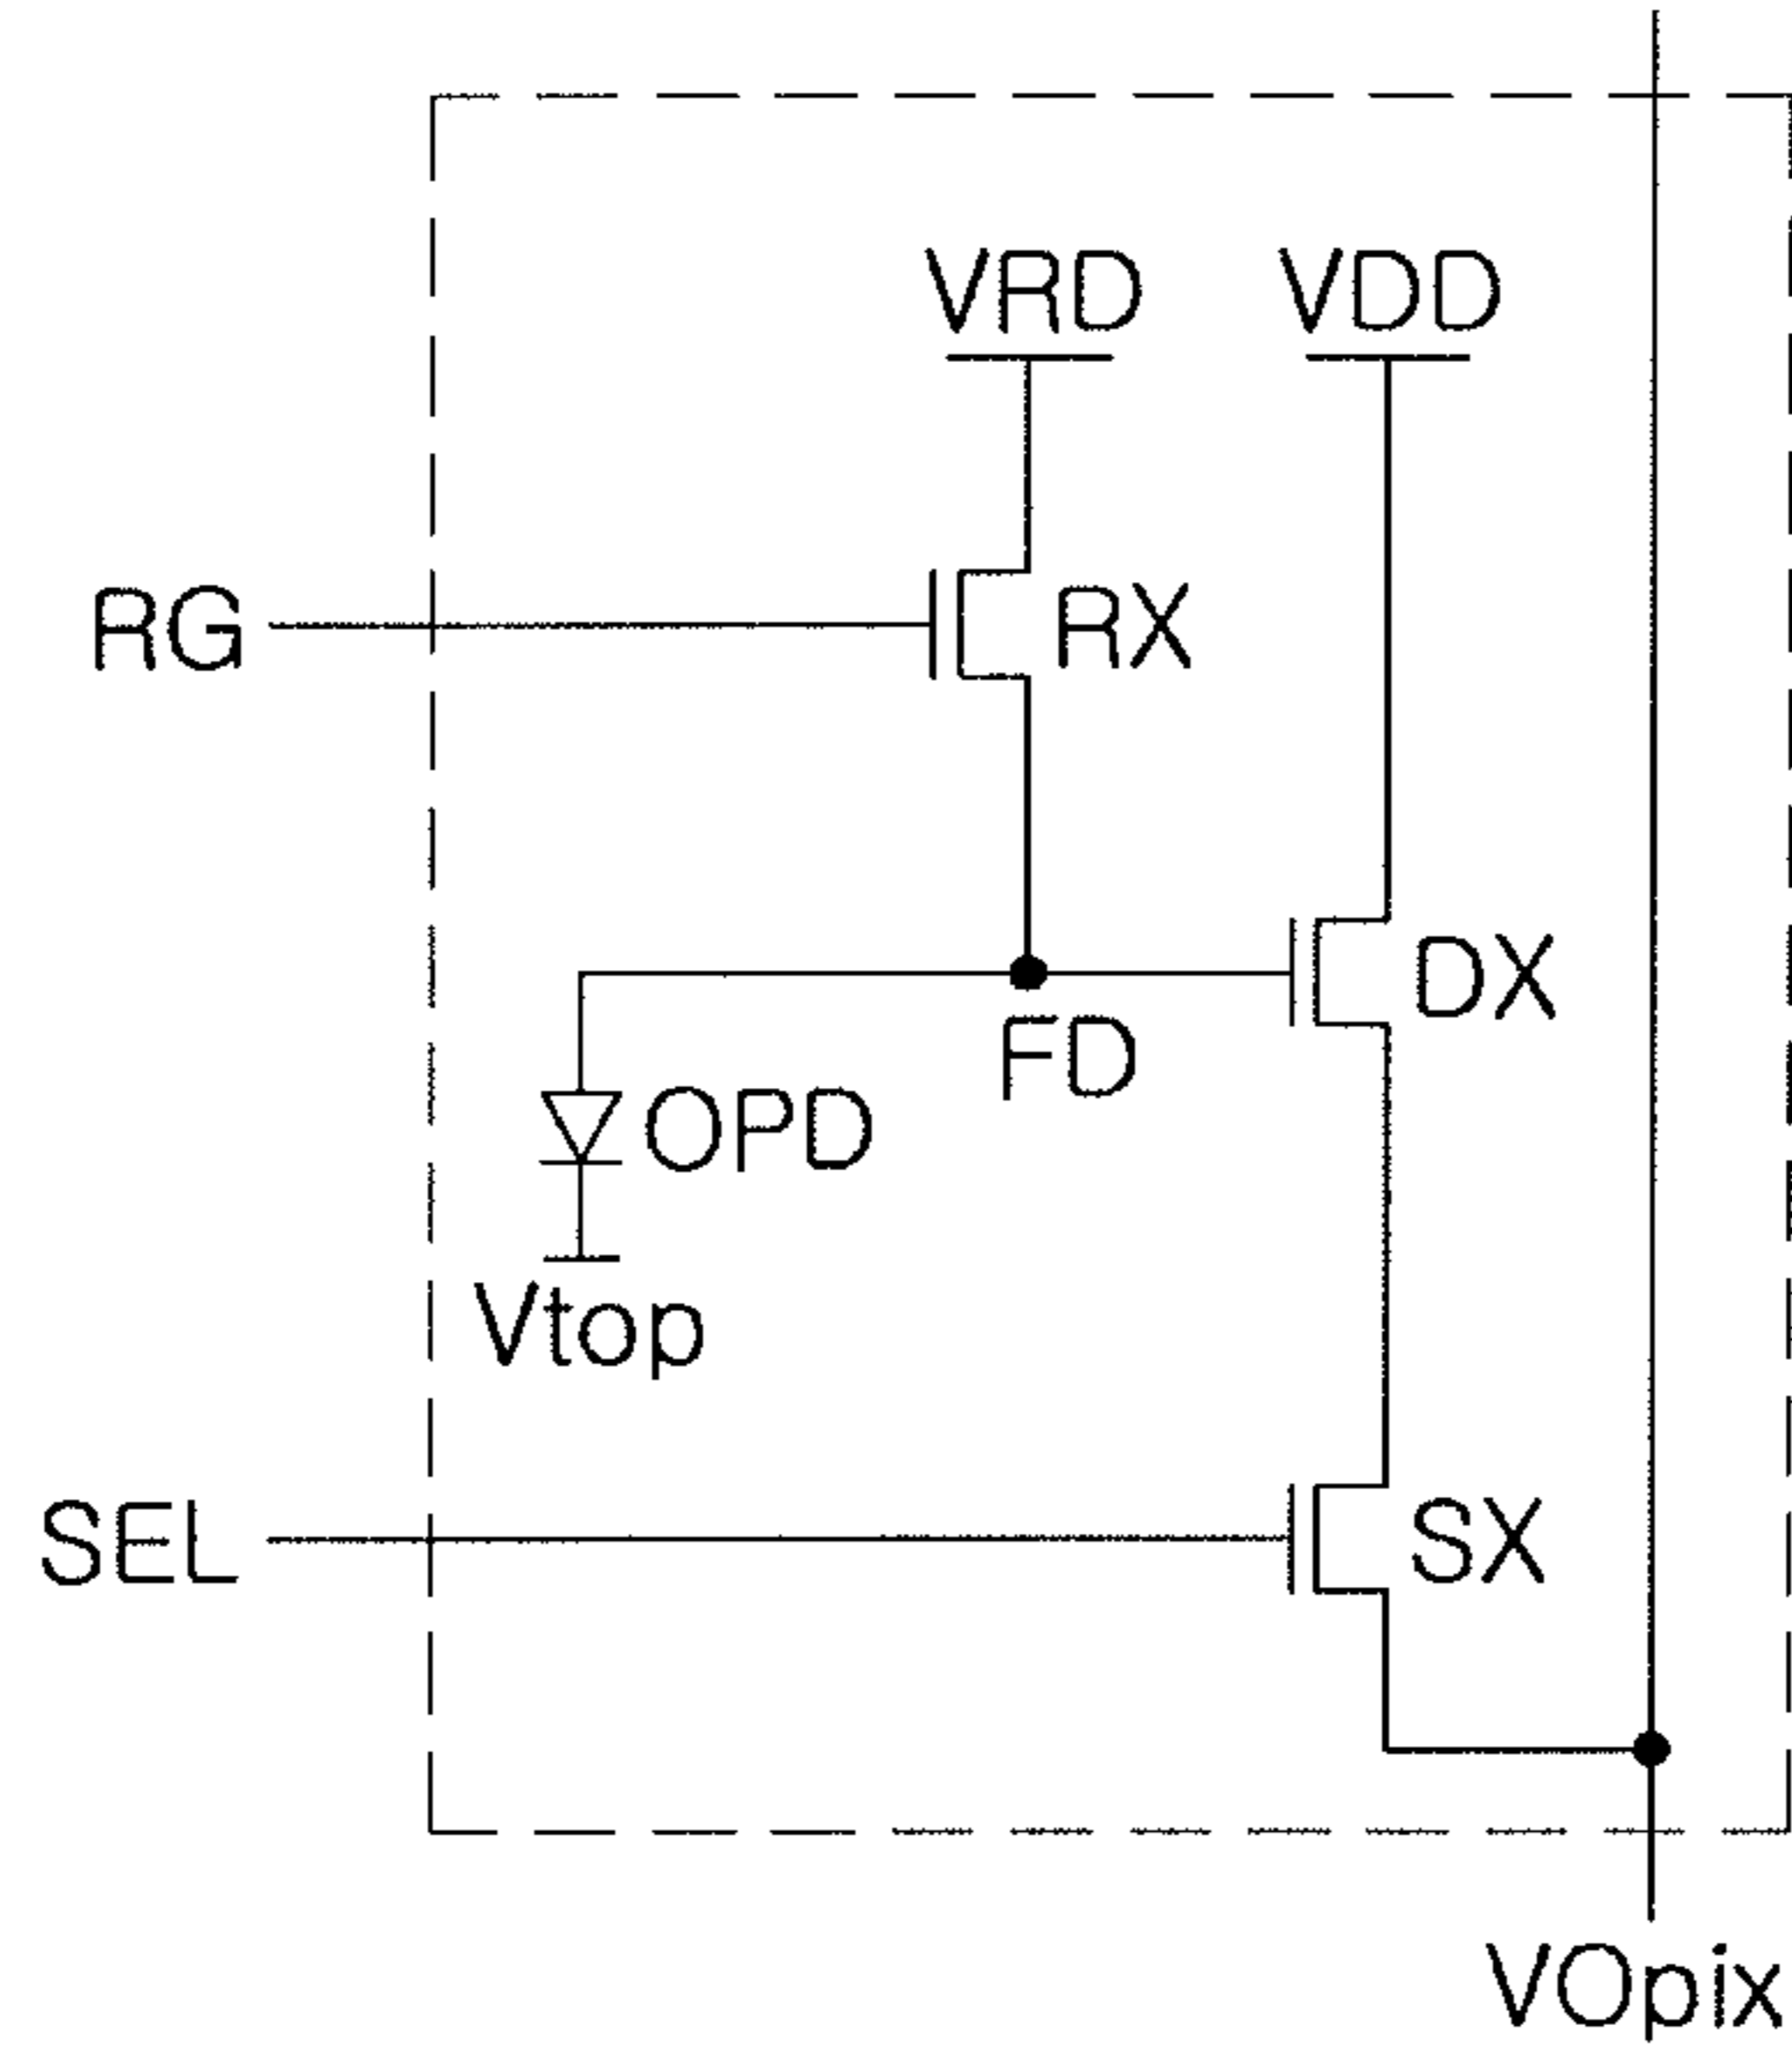 VRD VDD
RG
RX
DX
FD
OPD
Vtop
SEL
SX
VOpix